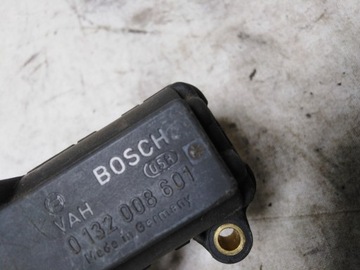 BOSCH
VAH
0 132 008 601
Made in Germany